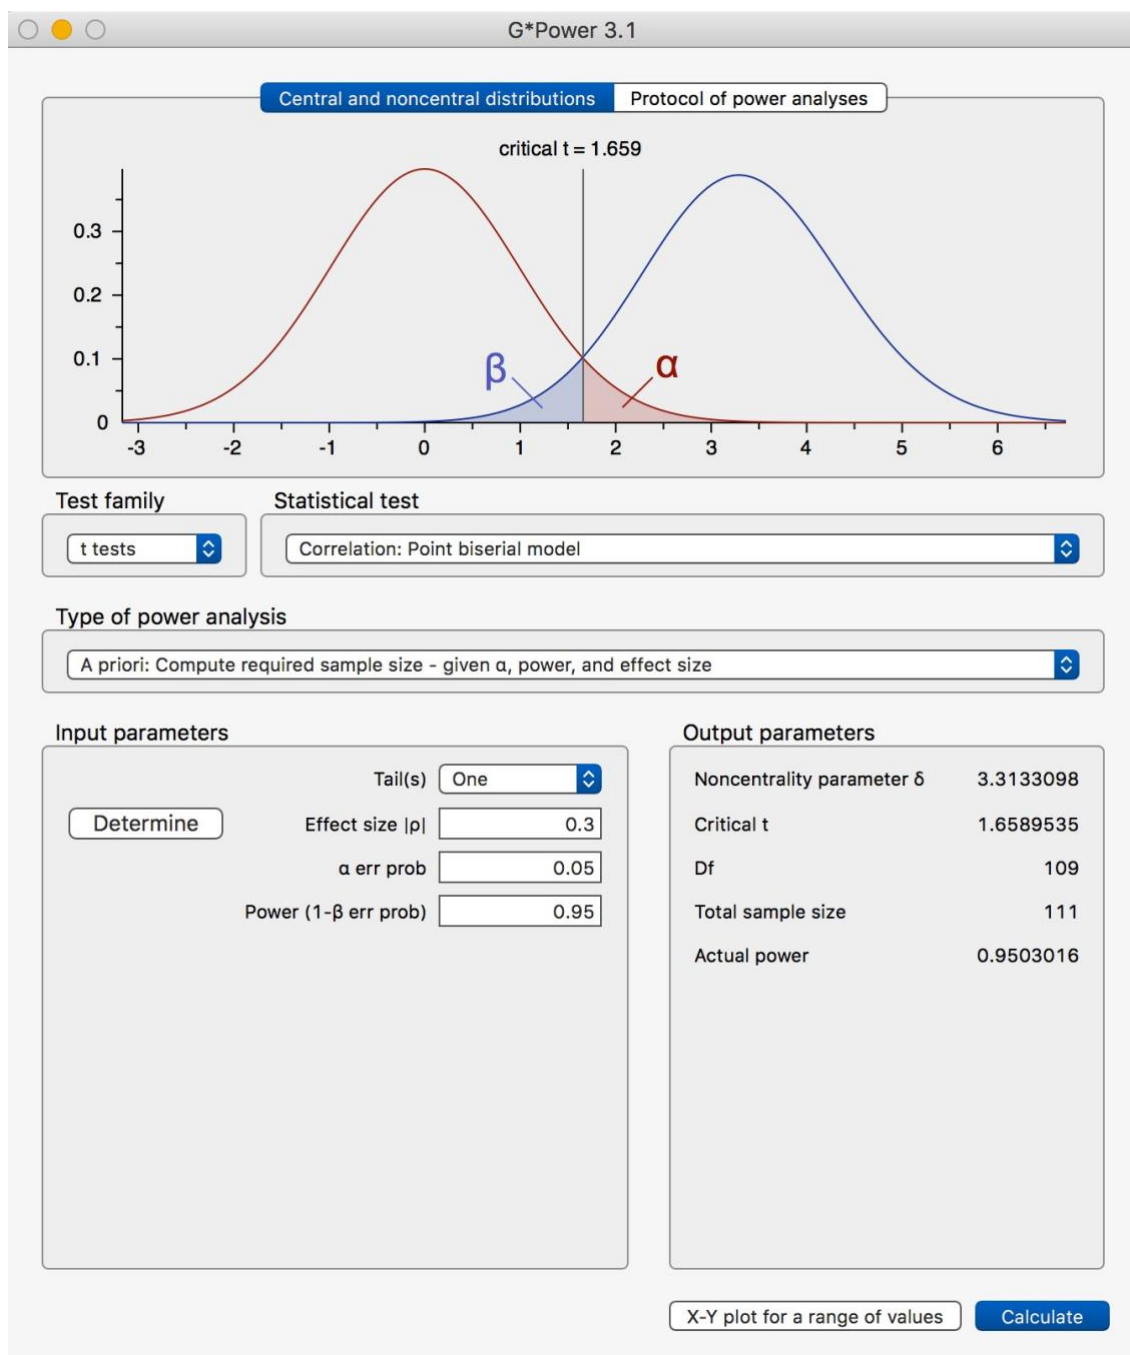 G*Power 3.1
Central and noncentral distributions Protocol of power analyses
critical t = 1.659
0.3
0.2
0.1
0
β
α
-3 -2 -1 0 1 2 3 4 5 6
Test family Statistical test
t tests Correlation: Point biserial model
Type of power analysis
A priori: Compute required sample size - given α, power, and effect size
Input parameters
Tail(s) One
Determine Effect size |ρ| 0.3
α err prob 0.05
Power (1-β err prob) 0.95
Output parameters
Noncentrality parameter δ 3.3133098
Critical t 1.6589535
Df 109
Total sample size 111
Actual power 0.9503016
X-Y plot for a range of values Calculate